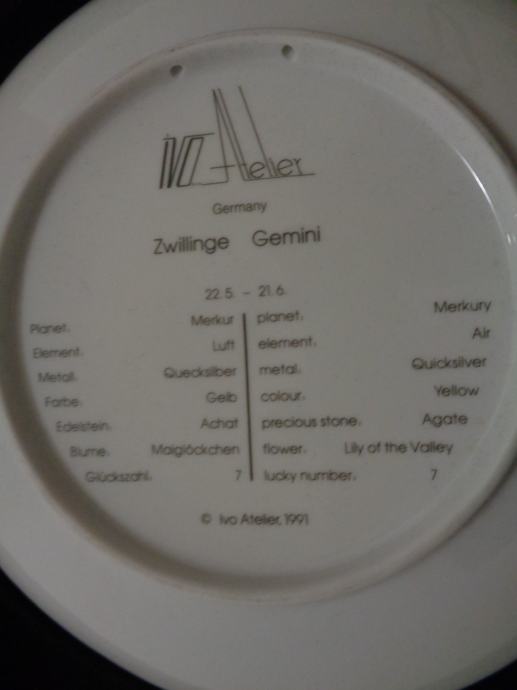 ivo Atelier
Germany
Zwillinge Gemini
22.5. – 21.6.
Planet. Merkur planet. Merkury
Element. Luft element. Air
Metall. Quecksilber metal. Quicksilver
Farbe. Gelb colour. Yellow
Edelstein. Achat precious stone. Agate
Blume. Maiglöckchen flower. Lily of the Valley
Glückszahl. 7 lucky number. 7
© Ivo Atelier, 1991